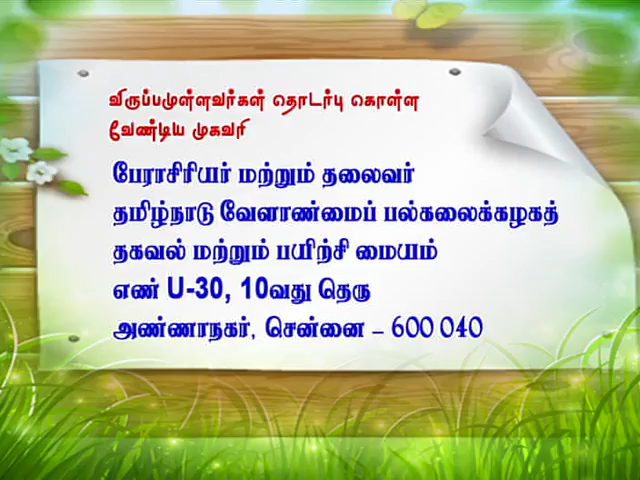 விருப்பமுள்ளவர்கள் தொடர்பு கொள்ள
வேண்டிய முகவரி
பேராசிரியர் மற்றும் தலைவர்
தமிழ்நாடு வேளாண்மைப் பல்கலைக்கழகத்
தகவல் மற்றும் பயிற்சி மையம்
எண் U-30, 10வது தெரு
அண்ணாநகர், சென்னை – 600 040